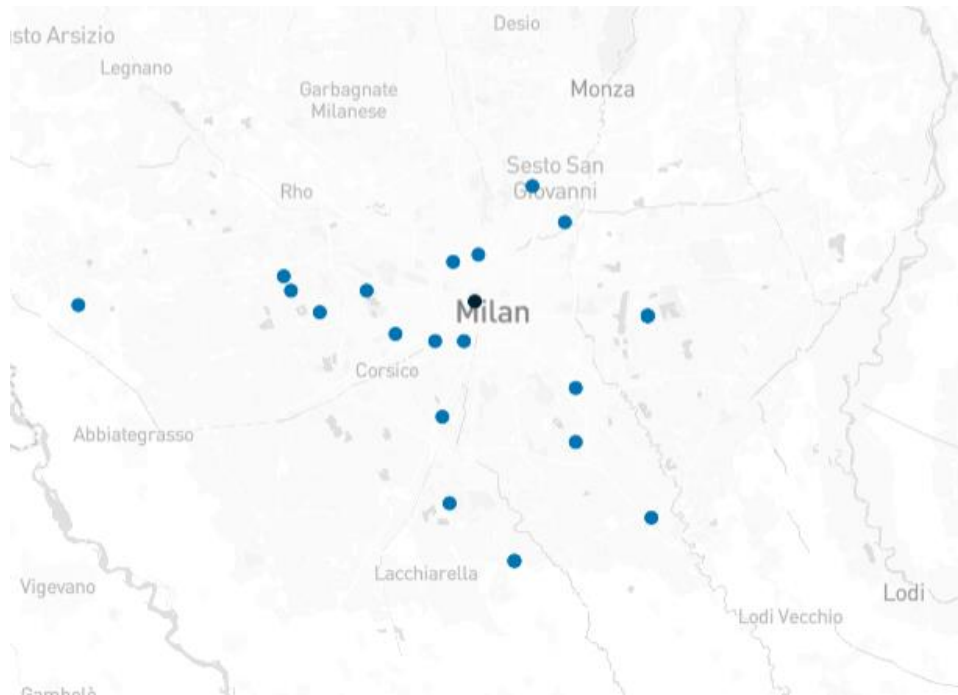 Desio
sto Arsizio
Legnano
Monza
Garbagnate
Milanese
Sesto San
Giovanni
Rho
Milan
Corsico
Abbiategrasso
Lacchiarella
Vigevano
Lodi
Lodi Vecchio
Gambolò